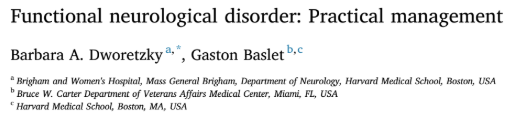 Functional neurological disorder: Practical management
Barbara A. Dworetzky a,*, Gaston Baslet b,c
a Brigham and Women's Hospital, Mass General Brigham, Department of Neurology, Harvard Medical School, Boston, USA
b Bruce W. Carter Department of Veterans Affairs Medical Center, Miami, FL, USA
c Harvard Medical School, Boston, MA, USA